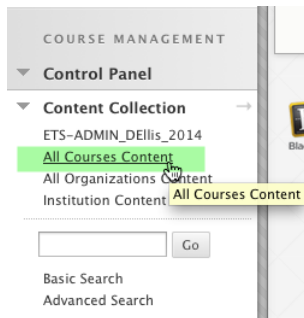 COURSE MANAGEMENT
Control Panel
Content Collection
ETS-ADMIN_DEllis_2014
All Courses Content
All Organizations Content
Institution Content
All Courses Content
Go
Basic Search
Advanced Search